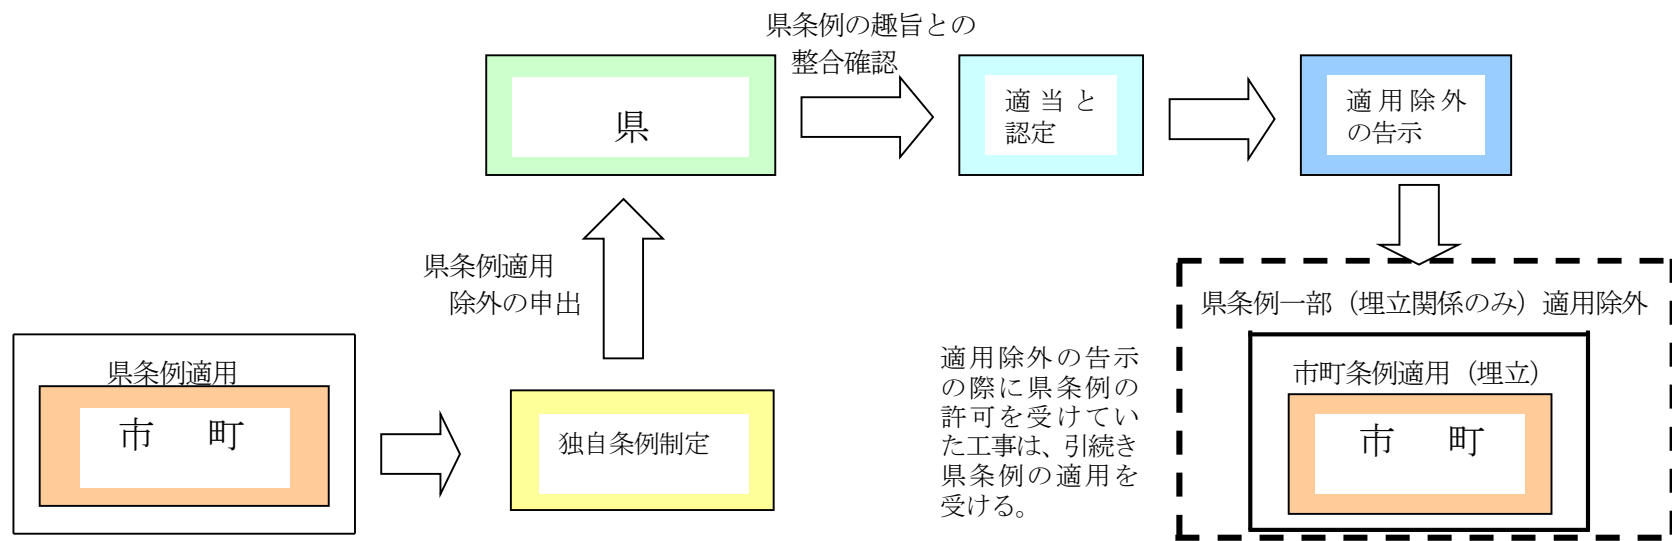 県条例の趣旨との
整合確認
県
適当と
認定
適用除外
の告示
県条例適用
除外の申出
県条例一部（埋立関係のみ）適用除外
県条例適用
市　町
独自条例制定
適用除外の告示
の際に県条例の
許可を受けてい
た工事は、引続き
県条例の適用を
受ける。
市町条例適用（埋立）
市　町